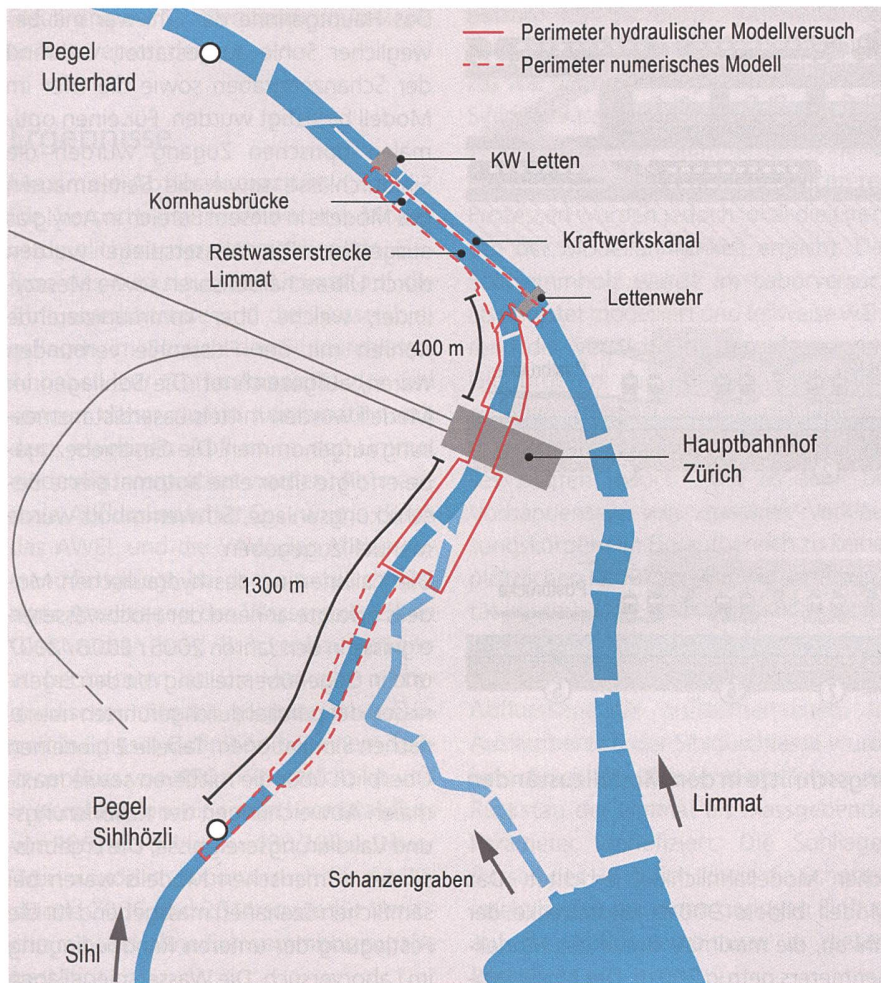 Perimeter hydraulischer Modellversuch
Perimeter numerisches Modell
Pegel
Unterhard
KW Letten
Kornhausbrücke
Kraftwerkskanal
Restwasserstrecke
Limmat
Lettenwehr
400 m
Hauptbahnhof
Zürich
1300 m
Pegel
Sihlhözli
Limmat
Schanzengraben
Sihl